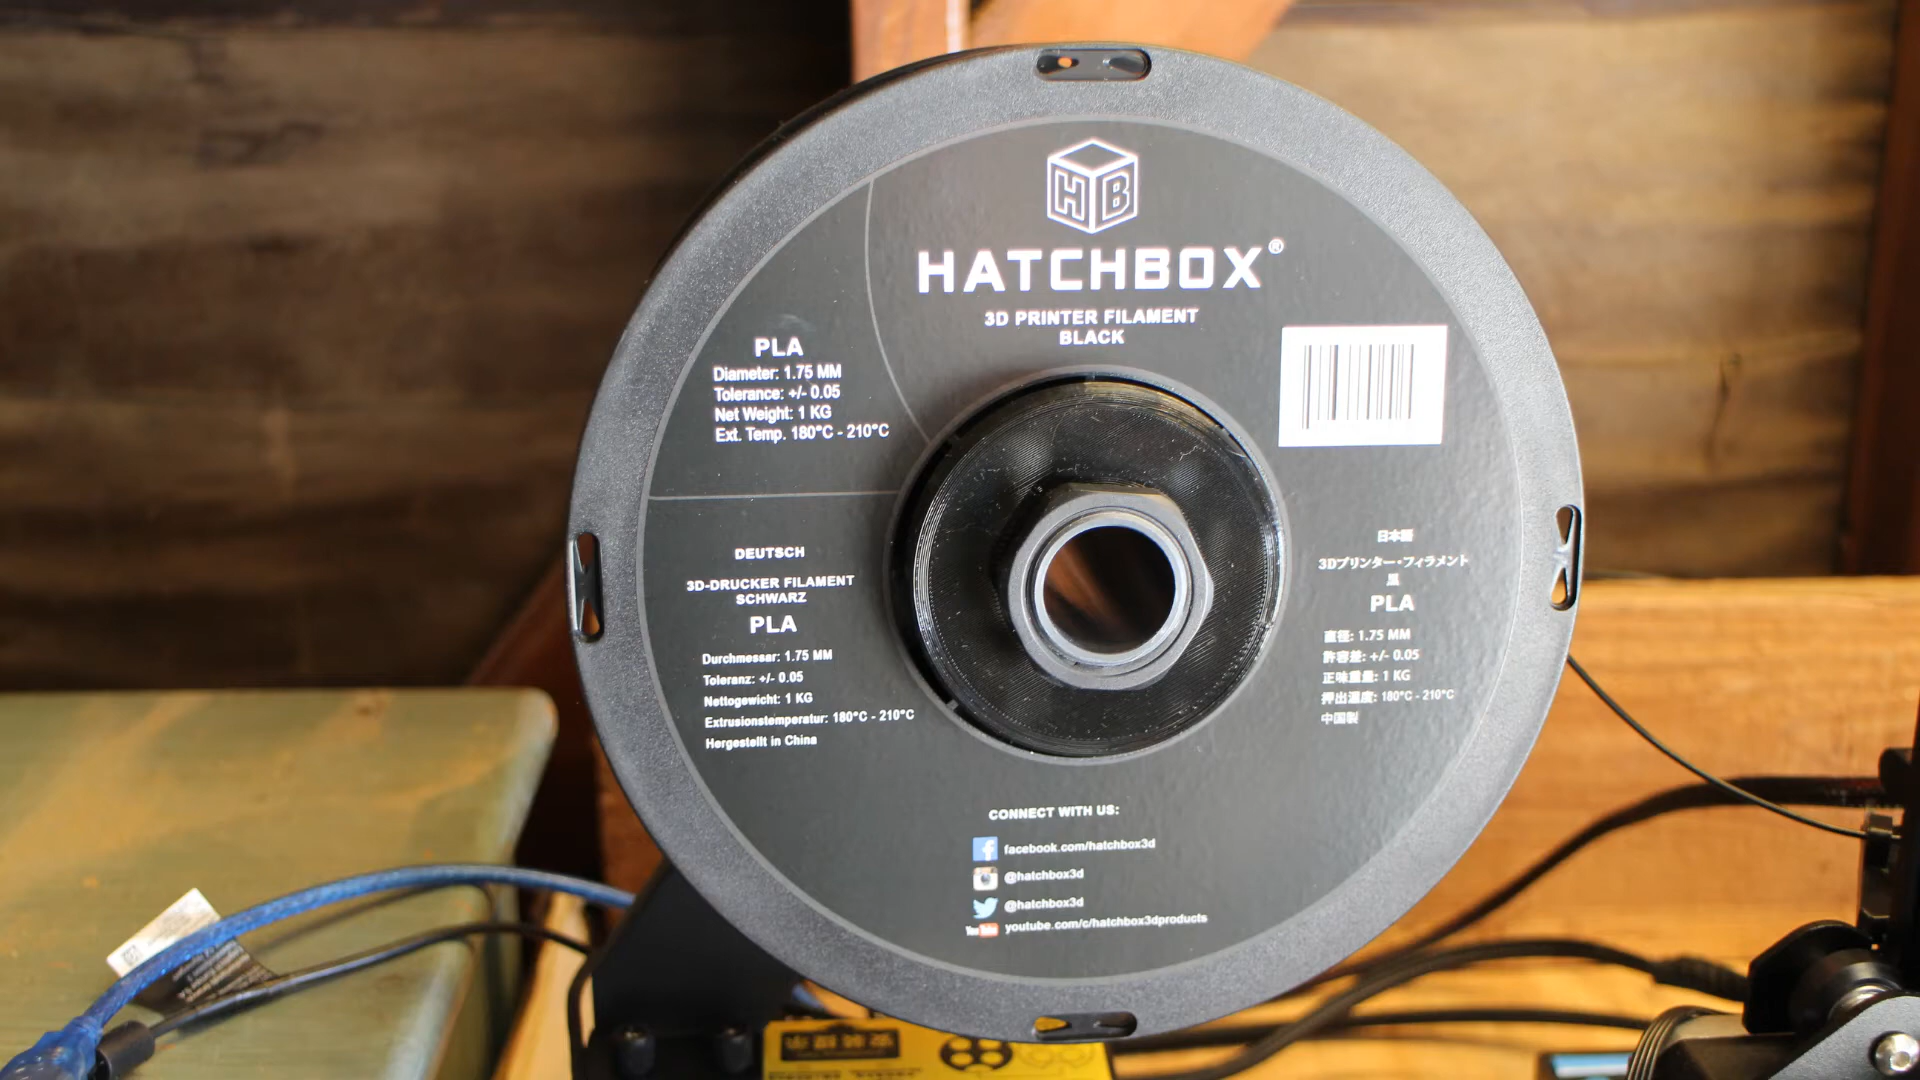 HB
HATCHBOX®
3D PRINTER FILAMENT
BLACK
PLA
Diameter: 1.75 MM
Tolerance: +/- 0.05
Net Weight: 1 KG
Ext. Temp. 180°C - 210°C
DEUTSCH
3D-DRUCKER FILAMENT
SCHWARZ
PLA
Durchmessar: 1.75 MM
Toleranz: +/- 0.05
Nettogewicht: 1 KG
Extrusionstemperatur: 180°C - 210°C
Hergestellt in China
日本語
3Dプリンター・フィラメント
黒
PLA
直径: 1.75 MM
許容差: +/- 0.05
正味重量: 1 KG
押出温度: 180°C - 210°C
中国製
CONNECT WITH US:
facebook.com/hatchbox3d
@hatchbox3d
@hatchbox3d
YouTube youtube.com/c/hatchbox3dproducts